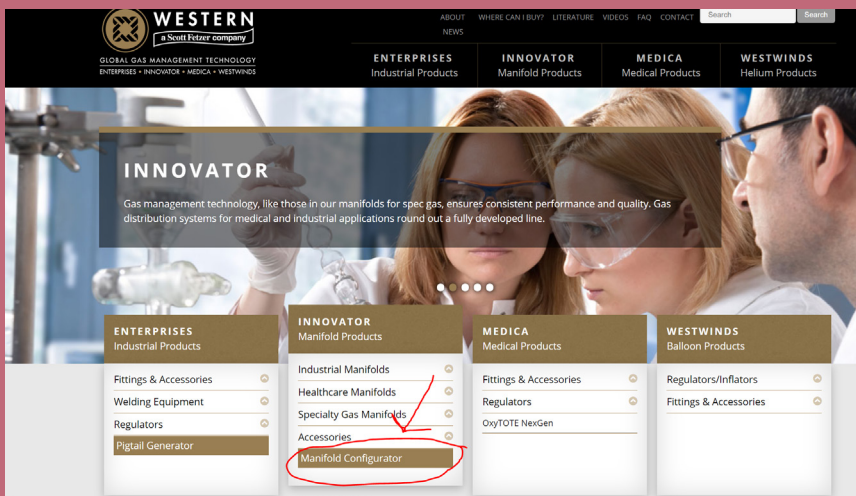 WESTERN
a Scott Fetzer company
GLOBAL GAS MANAGEMENT TECHNOLOGY
ENTERPRISES • INNOVATOR • MEDICA • WESTWINDS
ABOUT WHERE CAN I BUY? LITERATURE VIDEOS FAQ CONTACT
NEWS
Search
Search
ENTERPRISES
Industrial Products
INNOVATOR
Manifold Products
MEDICA
Medical Products
WESTWINDS
Helium Products
INNOVATOR
Gas management technology, like those in our manifolds for spec gas, ensures consistent performance and quality. Gas
distribution systems for medical and industrial applications round out a fully developed line.
ENTERPRISES
Industrial Products
Fittings & Accessories
Welding Equipment
Regulators
Pigtail Generator
INNOVATOR
Manifold Products
Industrial Manifolds
Healthcare Manifolds
Specialty Gas Manifolds
Accessories
Manifold Configurator
MEDICA
Medical Products
Fittings & Accessories
Regulators
OxyTOTE NexGen
WESTWINDS
Balloon Products
Regulators/Inflators
Fittings & Accessories